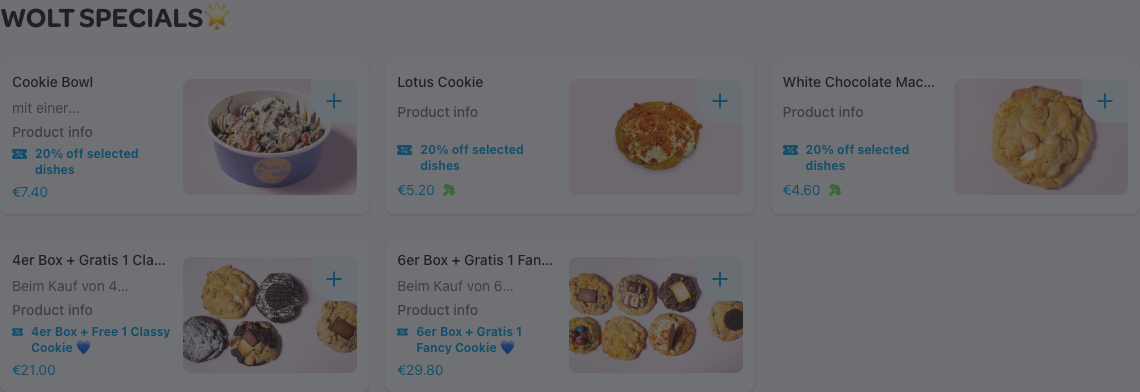 WOLT SPECIALS🌟
Cookie Bowl
mit einer...
Product info
20% off selected
dishes
€7.40
Lotus Cookie
Product info
20% off selected
dishes
€5.20
White Chocolate Mac...
Product info
20% off selected
dishes
€4.60
4er Box + Gratis 1 Cla...
Beim Kauf von 4...
Product info
4er Box + Free 1 Classy
Cookie 💙
€21.00
6er Box + Gratis 1 Fan...
Beim Kauf von 6...
Product info
6er Box + Gratis 1
Fancy Cookie 💙
€29.80